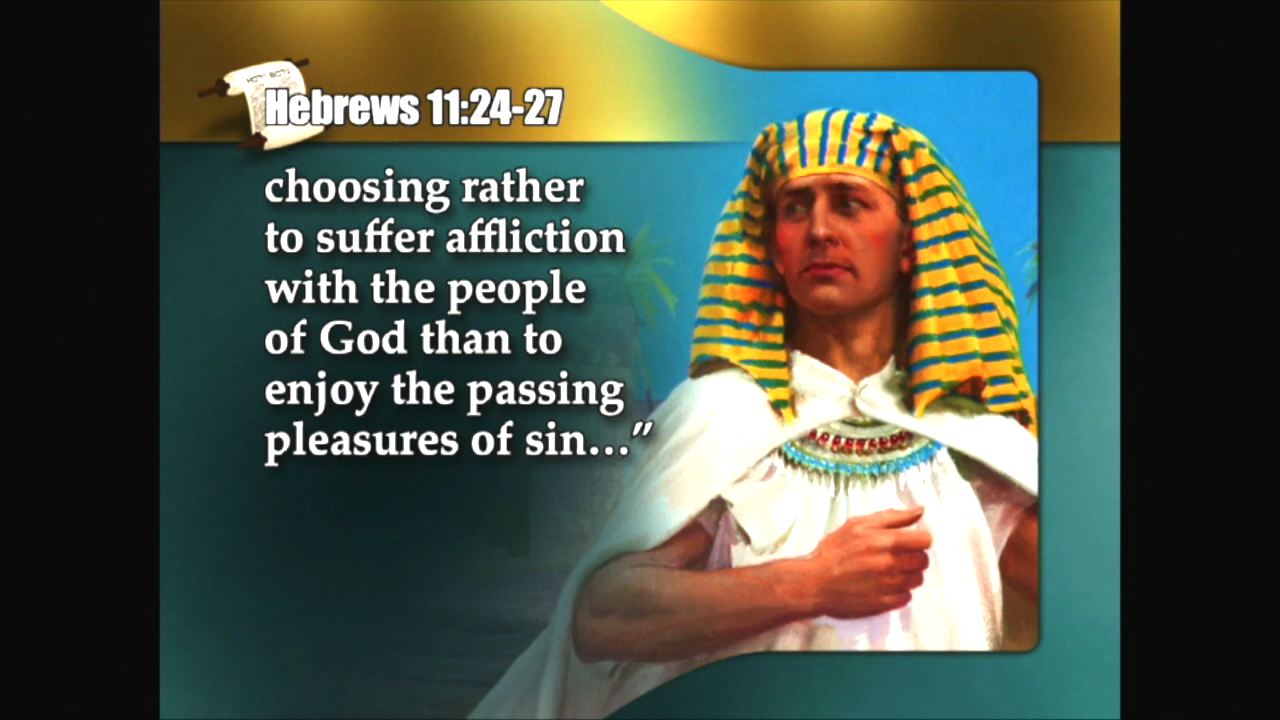 Hebrews 11:24-27
choosing rather
to suffer affliction
with the people
of God than to
enjoy the passing
pleasures of sin...”